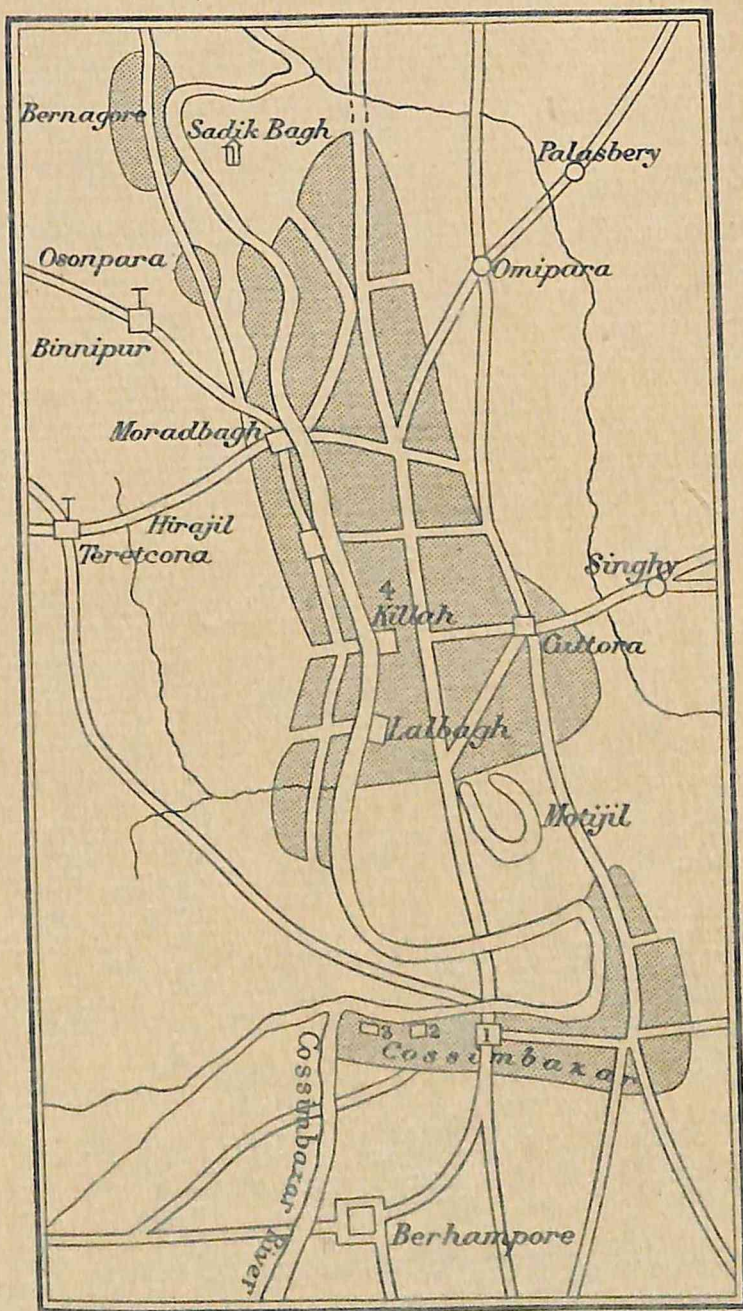 Bernagore
Sadik Bagh
Palasbery
Osonpara
Omipara
Binnipur
Moradbagh
Hirajil
Teretcona
Singhy
4
Killah
Cuttora
Lalbagh
Motijil
3
2
1
Cossimbazar
Cossimbazar River
Berhampore